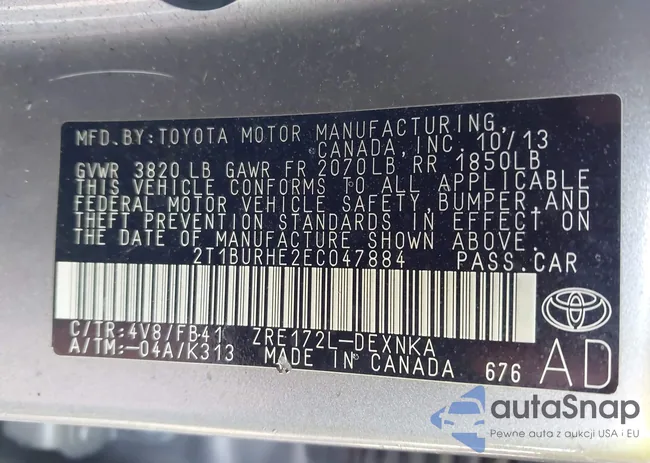 MFD.BY:TOYOTA MOTOR MANUFACTURING,
CANADA,INC. 10/13
GVWR 3820 LB GAWR FR 2070LB, RR 1850LB
THIS VEHICLE CONFORMS TO ALL APPLICABLE
FEDERAL MOTOR VEHICLE SAFETY, BUMPER, AND
THEFT PREVENTION STANDARDS IN EFFECT ON
THE DATE OF MANUFACTURE SHOWN ABOVE.
2T1BURHE2EC047884 PASS.CAR
C/TR:4V8/FB41 ZRE172L-DEXNKA
A/TM:-04A/K313 MADE IN CANADA 676 AD
autaSnap
Pewne auta z aukcji USA i EU